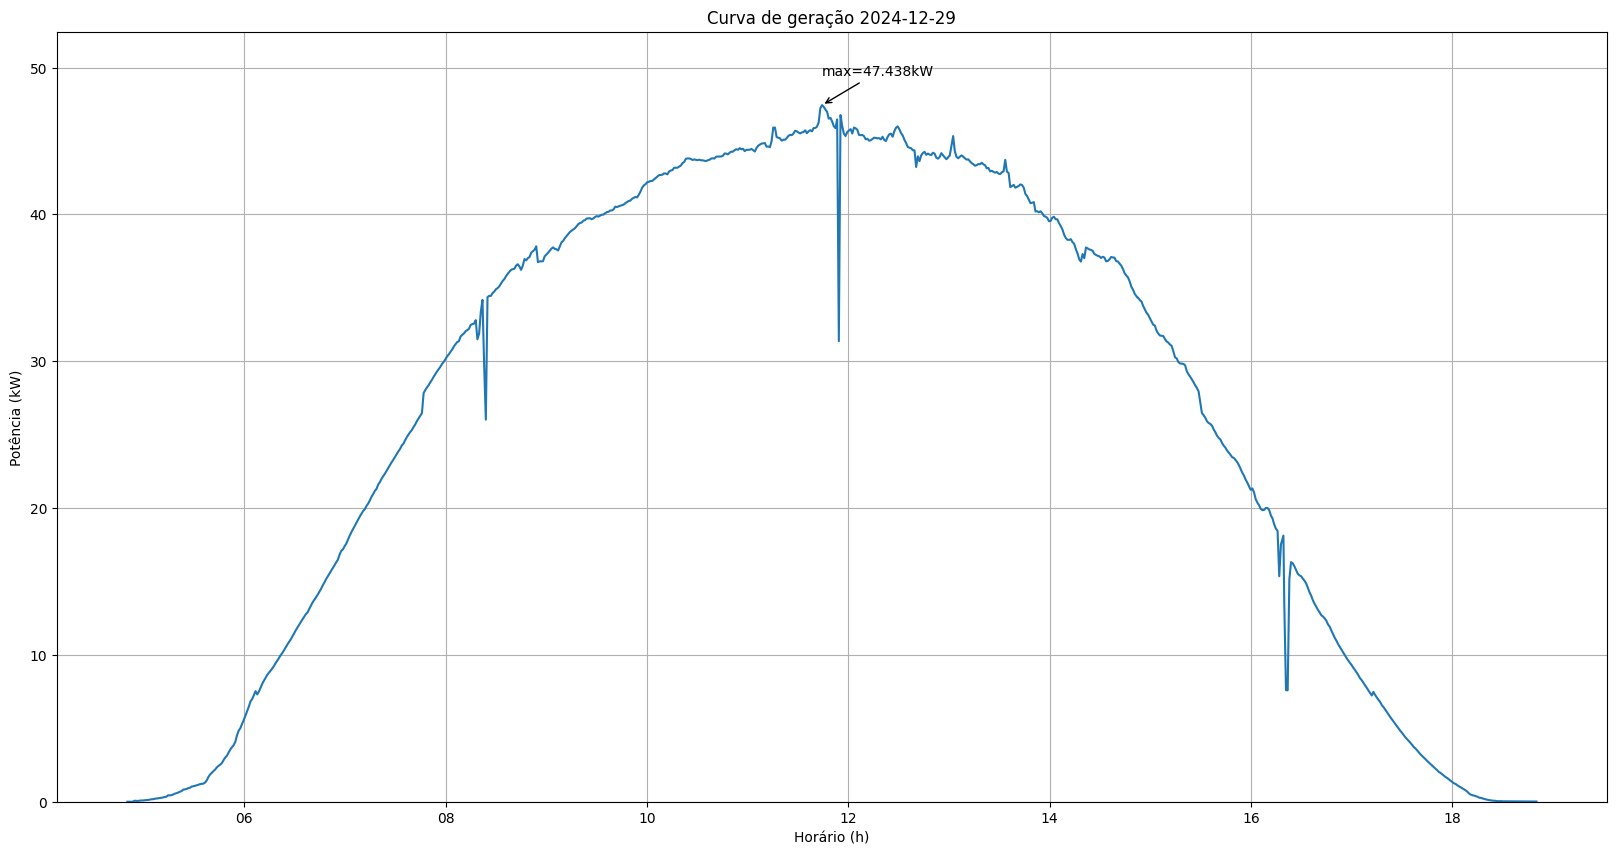 Curva de geração 2024-12-29
max=47.438kW
50
40
30
20
10
0
Potência (kW)
06 08 10 12 14 16 18
Horário (h)